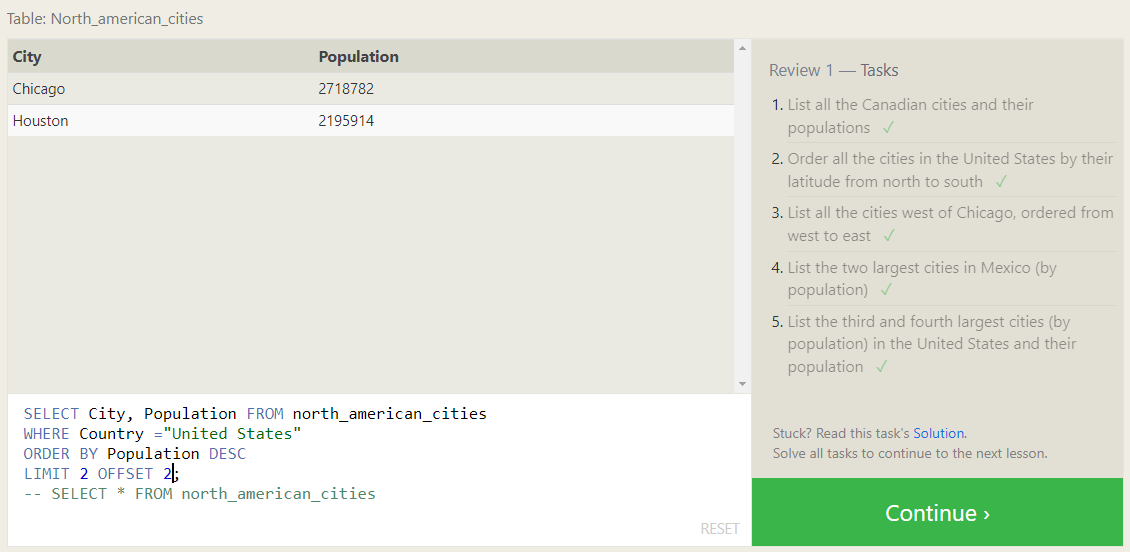 Table: North_american_cities
City Population
Chicago 2718782
Houston 2195914
SELECT City, Population FROM north_american_cities
WHERE Country ="United States"
ORDER BY Population DESC
LIMIT 2 OFFSET 2;
-- SELECT * FROM north_american_cities
RESET
Review 1 — Tasks
1. List all the Canadian cities and their
populations ✓
2. Order all the cities in the United States by their
latitude from north to south ✓
3. List all the cities west of Chicago, ordered from
west to east ✓
4. List the two largest cities in Mexico (by
population) ✓
5. List the third and fourth largest cities (by
population) in the United States and their
population ✓
Stuck? Read this task's Solution.
Solve all tasks to continue to the next lesson.
Continue ›